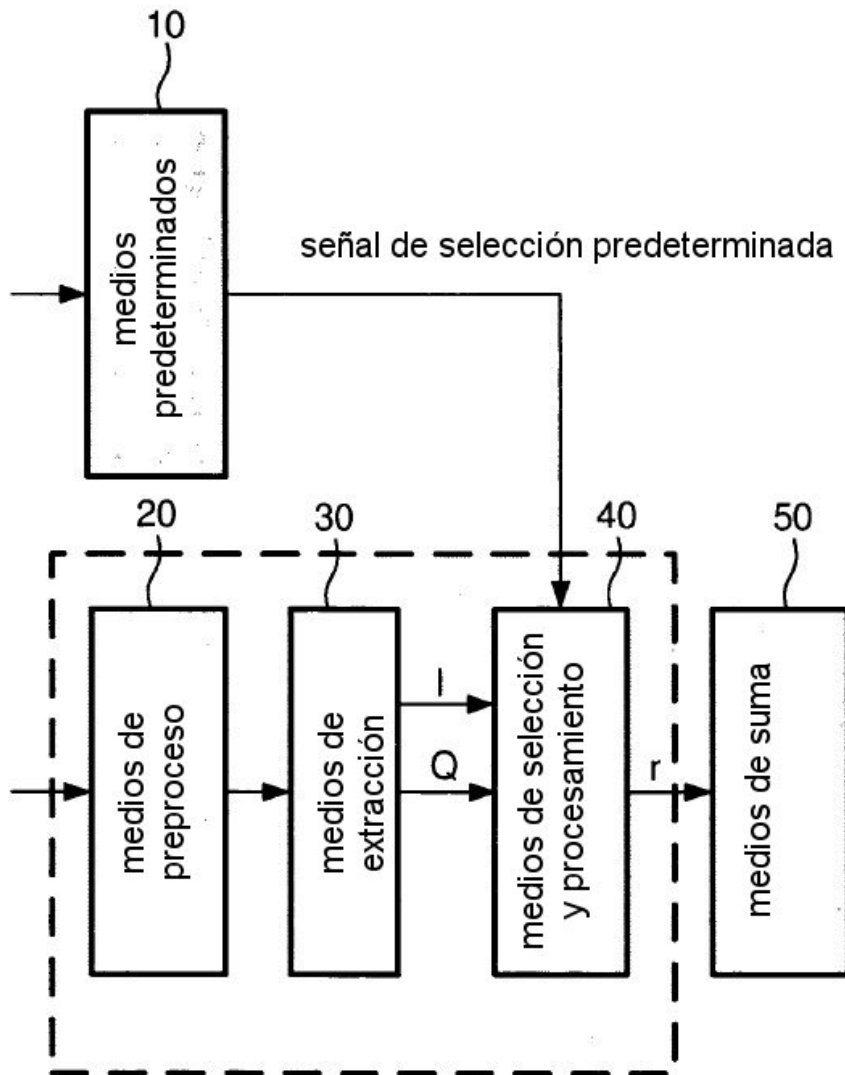 10
medios
predeterminados
señal de selección predeterminada
20
30
40
50
medios de
preproceso
medios de
extracción
I
Q
medios de selección
y procesamiento
r
medios de suma